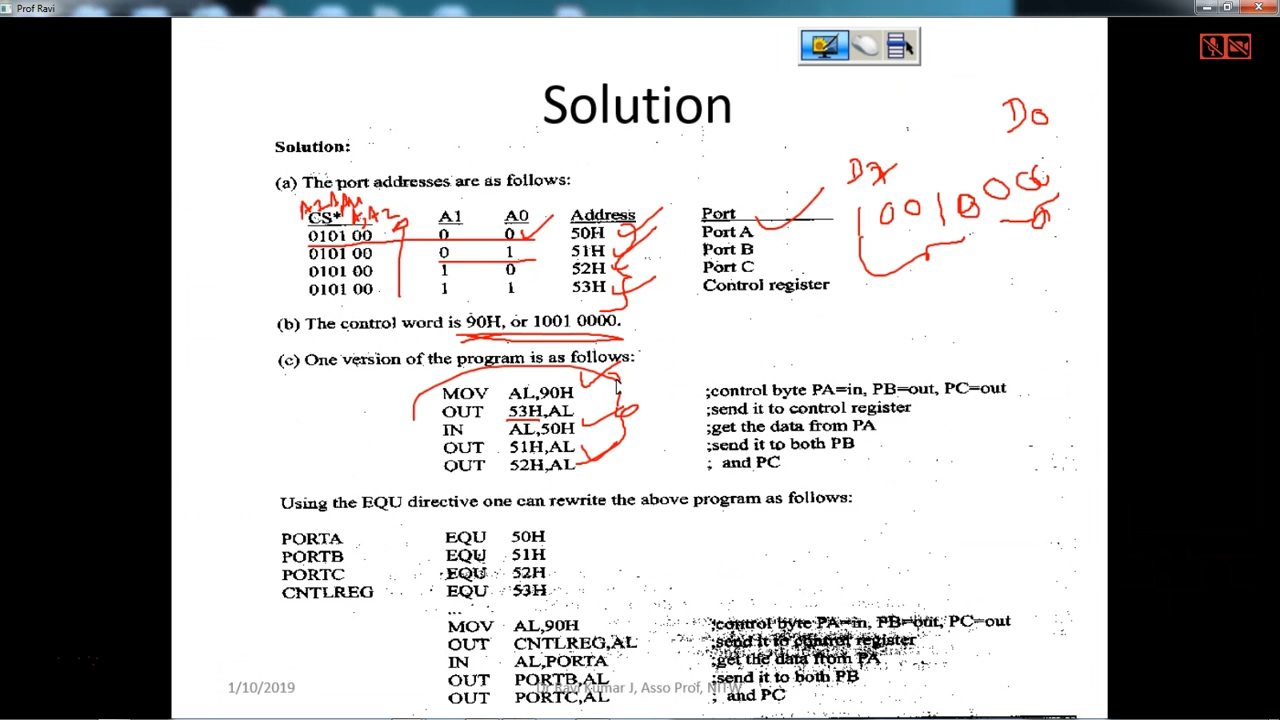 Prof Ravi
Solution
Solution:
(a) The port addresses are as follows:
CS* A1 A0 Address Port
0101 00 0 0 50H Port A
0101 00 0 1 51H Port B
0101 00 1 0 52H Port C
0101 00 1 1 53H Control register
D0
D7
(b) The control word is 90H, or 1001 0000.
(c) One version of the program is as follows:
MOV AL,90H ;control byte PA=in, PB=out, PC=out
OUT 53H,AL ;send it to control register
IN AL,50H ;get the data from PA
OUT 51H,AL ;send it to both PB
OUT 52H,AL ; and PC
Using the EQU directive one can rewrite the above program as follows:
PORTA EQU 50H
PORTB EQU 51H
PORTC EQU 52H
CNTLREG EQU 53H
...
MOV AL,90H ;control byte PA=in, PB=out, PC=out
OUT CNTLREG,AL ;send it to control register
IN AL,PORTA ;get the data from PA
OUT PORTB,AL ;send it to both PB
OUT PORTC,AL ; and PC
1/10/2019 Dr Ravi Kumar J, Asso Prof, NITW